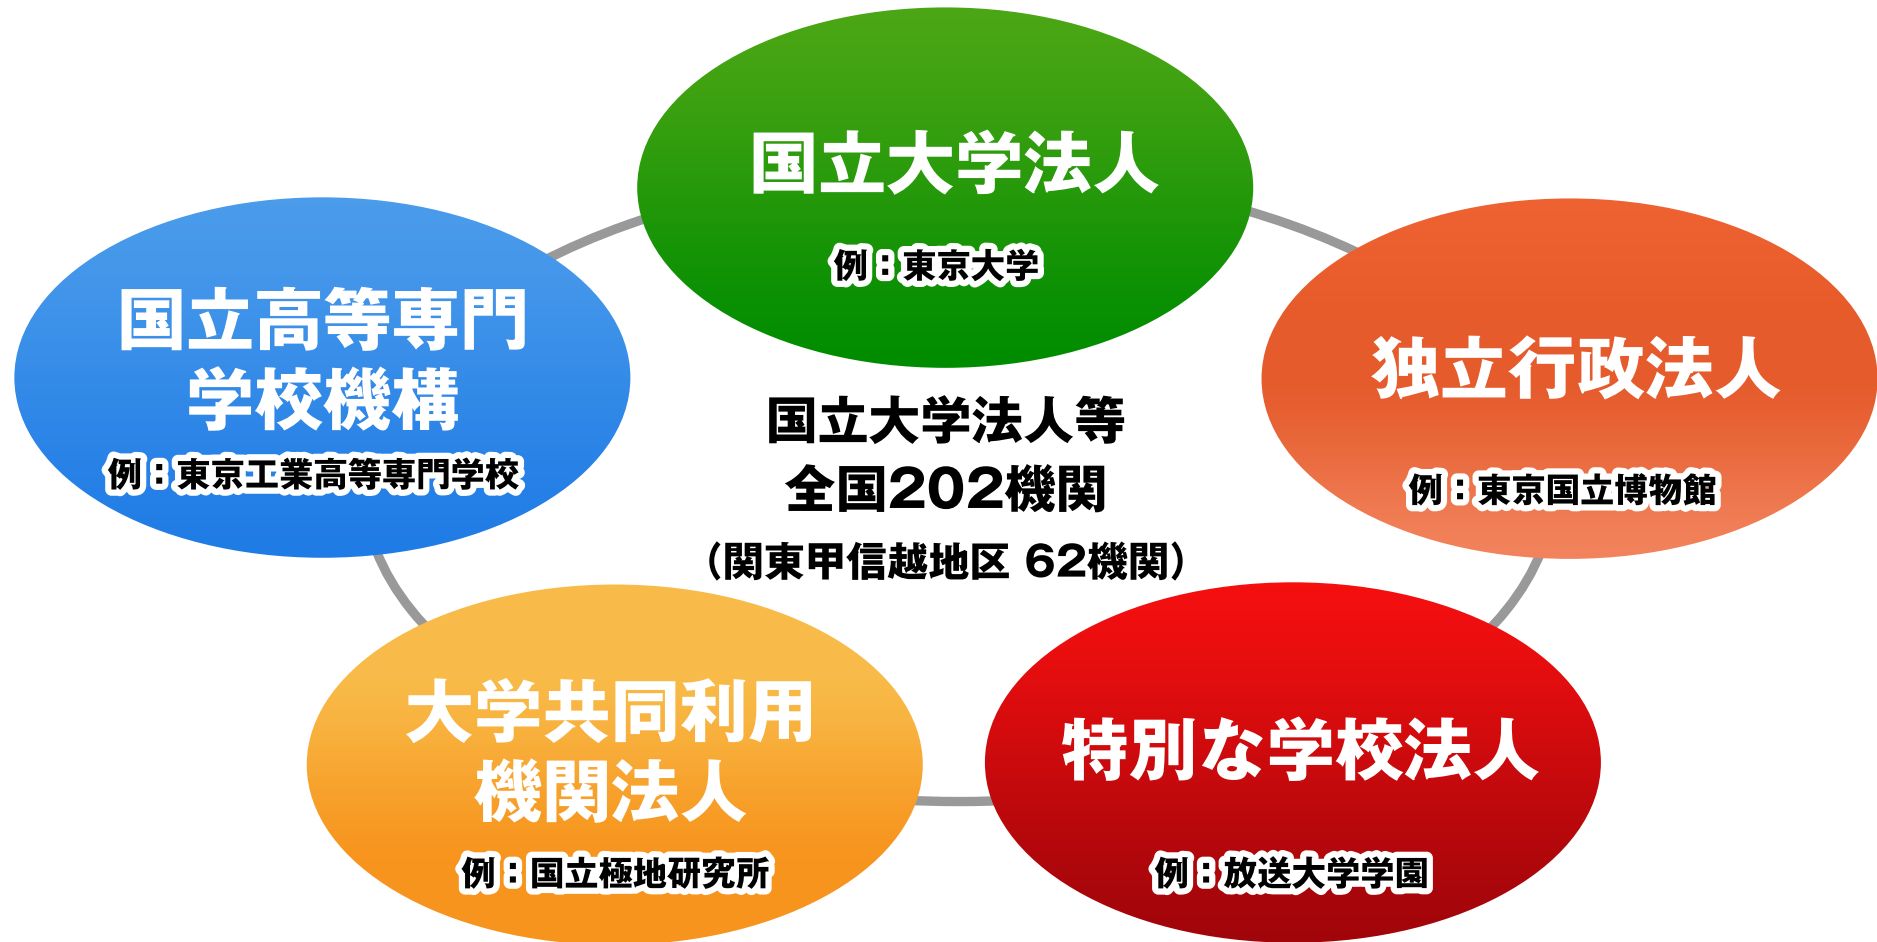 国立大学法人
例：東京大学
国立高等専門
学校機構
例：東京工業高等専門学校
独立行政法人
例：東京国立博物館
国立大学法人等
全国202機関
（関東甲信越地区 62機関）
大学共同利用
機関法人
例：国立極地研究所
特別な学校法人
例：放送大学学園